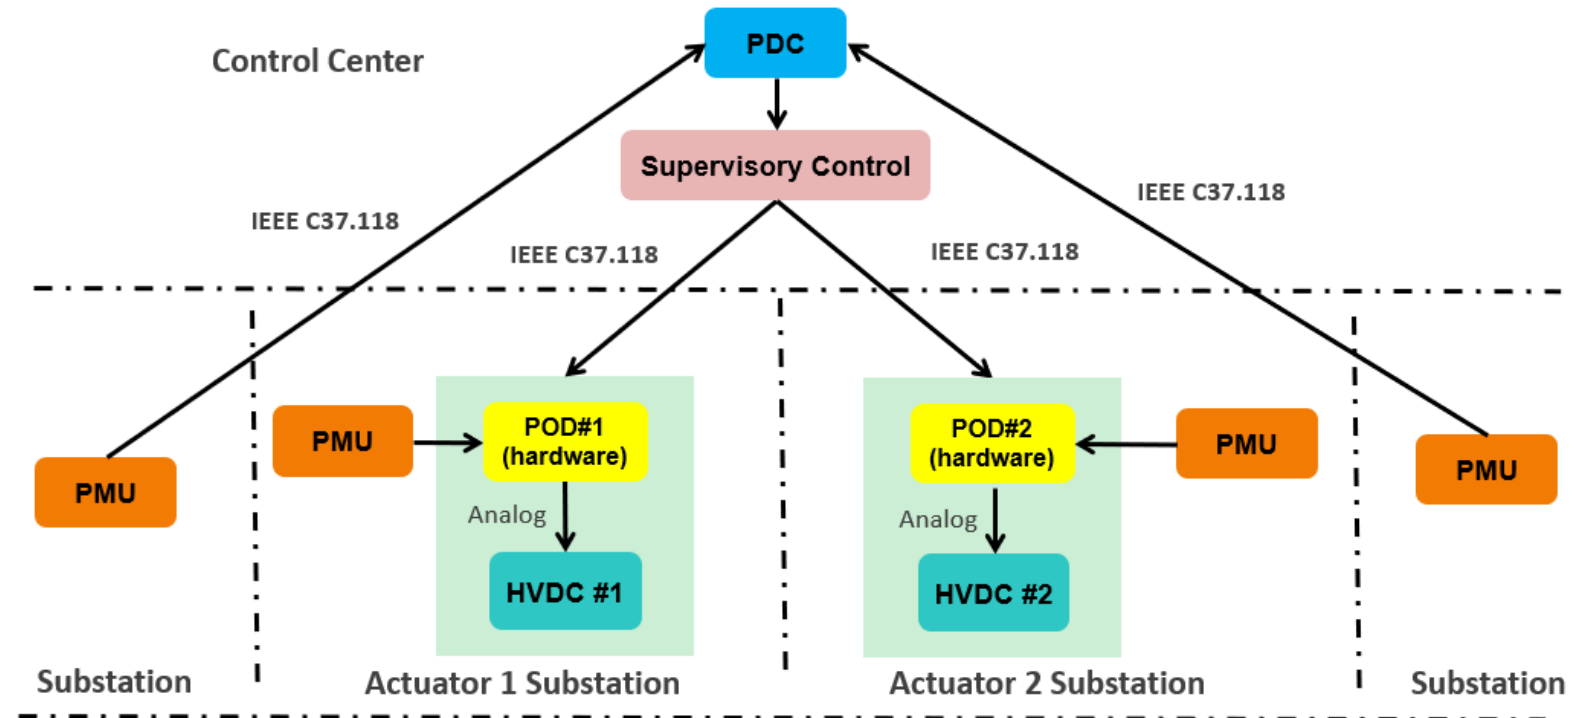 PDC
Control Center
Supervisory Control
IEEE C37.118
IEEE C37.118
IEEE C37.118
IEEE C37.118
PMU
PMU
POD#1
(hardware)
Analog
HVDC #1
POD#2
(hardware)
Analog
HVDC #2
PMU
PMU
Substation
Actuator 1 Substation
Actuator 2 Substation
Substation